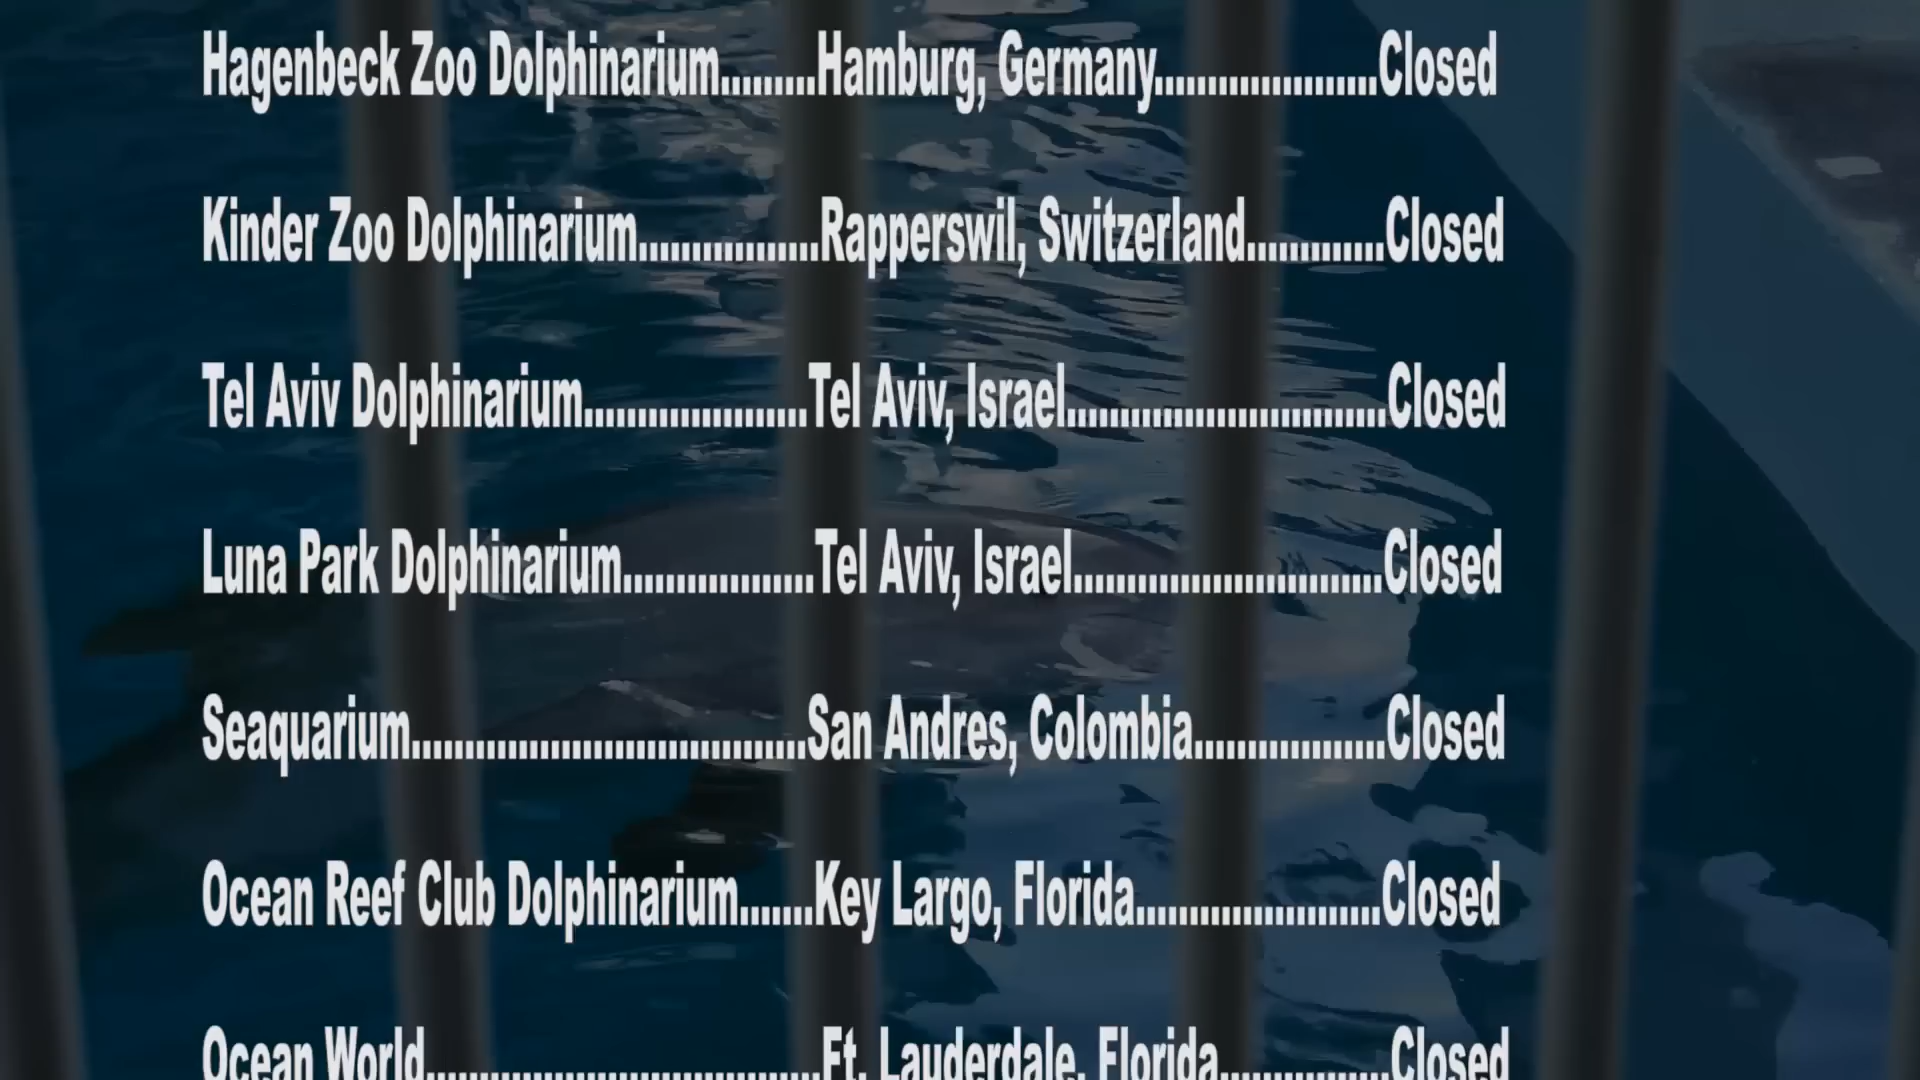 Hagenbeck Zoo Dolphinarium.........Hamburg, Germany.....................Closed
Kinder Zoo Dolphinarium.................Rapperswil, Switzerland.............Closed
Tel Aviv Dolphinarium.....................Tel Aviv, Israel..............................Closed
Luna Park Dolphinarium..................Tel Aviv, Israel.............................Closed
Seaquarium.....................................San Andres, Colombia..................Closed
Ocean Reef Club Dolphinarium.......Key Largo, Florida.......................Closed
Ocean World.....................................Ft. Lauderdale, Florida................Closed